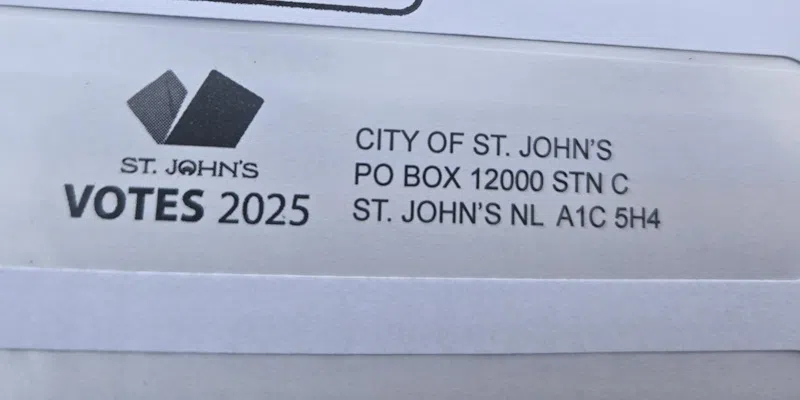 ST. JOHN'S
VOTES 2025
CITY OF ST. JOHN'S
PO BOX 12000 STN C
ST. JOHN'S NL A1C 5H4